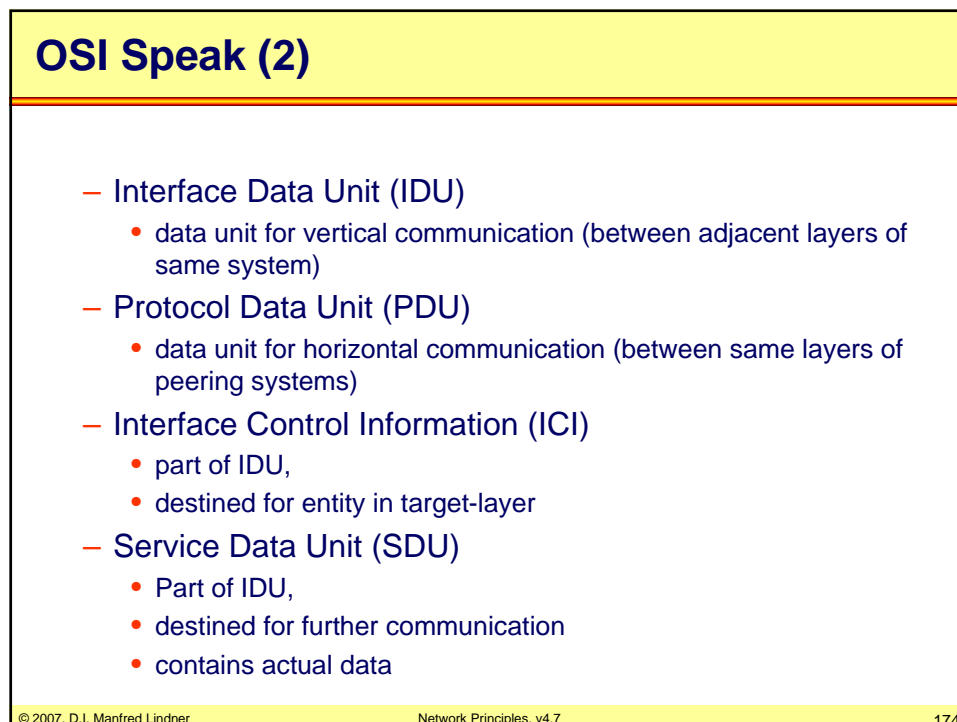 OSI Speak (2)
– Interface Data Unit (IDU)
• data unit for vertical communication (between adjacent layers of
same system)
– Protocol Data Unit (PDU)
• data unit for horizontal communication (between same layers of
peering systems)
– Interface Control Information (ICI)
• part of IDU,
• destined for entity in target-layer
– Service Data Unit (SDU)
• Part of IDU,
• destined for further communication
• contains actual data
© 2007, D.I. Manfred Lindner Network Principles, v4.7 174